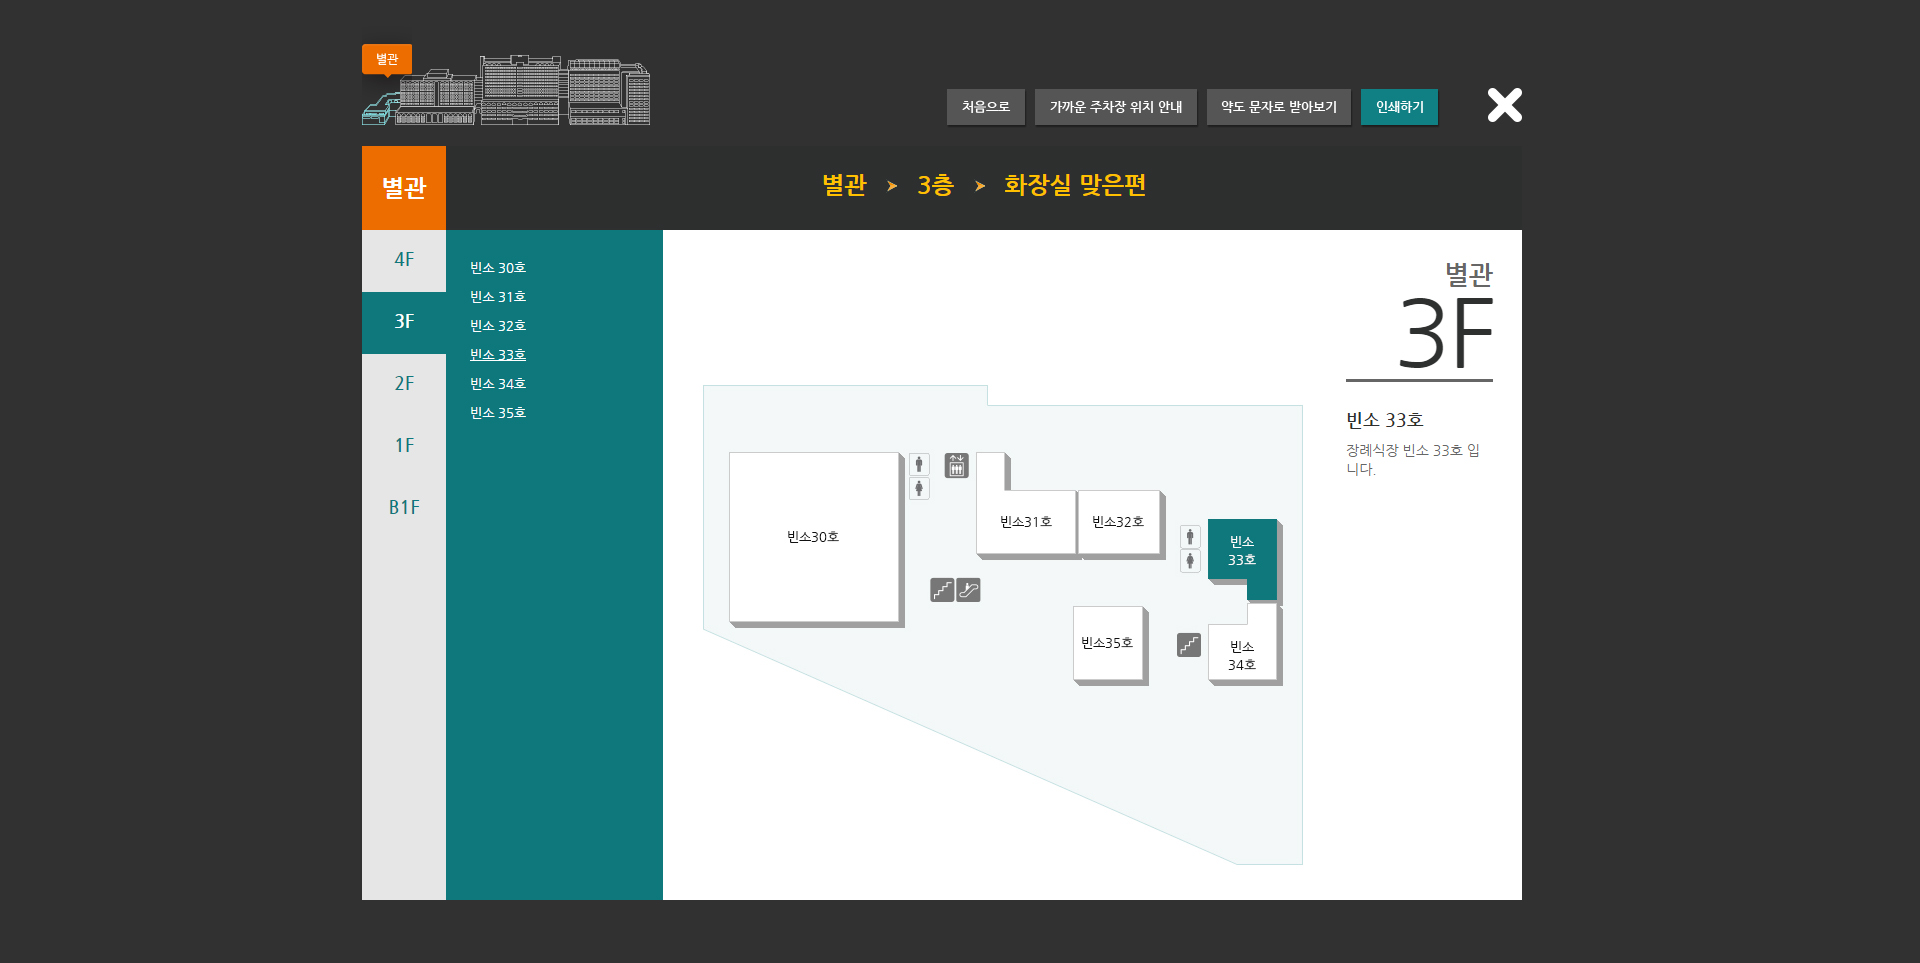 별관
처음으로
가까운 주차장 위치 안내
약도 문자로 받아보기
인쇄하기
별관
별관 > 3층 > 화장실 맞은편
4F
3F
2F
1F
B1F
빈소 30호
빈소 31호
빈소 32호
빈소 33호
빈소 34호
빈소 35호
빈소30호
빈소31호
빈소32호
빈소
33호
빈소35호
빈소
34호
별관
3F
빈소 33호
장례식장 빈소 33호 입
니다.